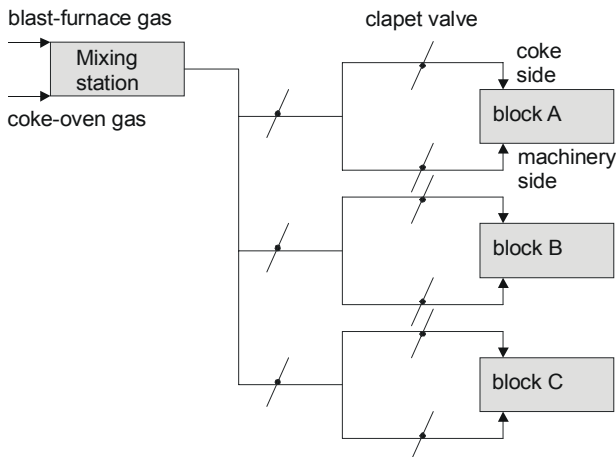 blast-furnace gas
Mixing
station
coke-oven gas
clapet valve
coke
side
block A
machinery
side
block B
block C